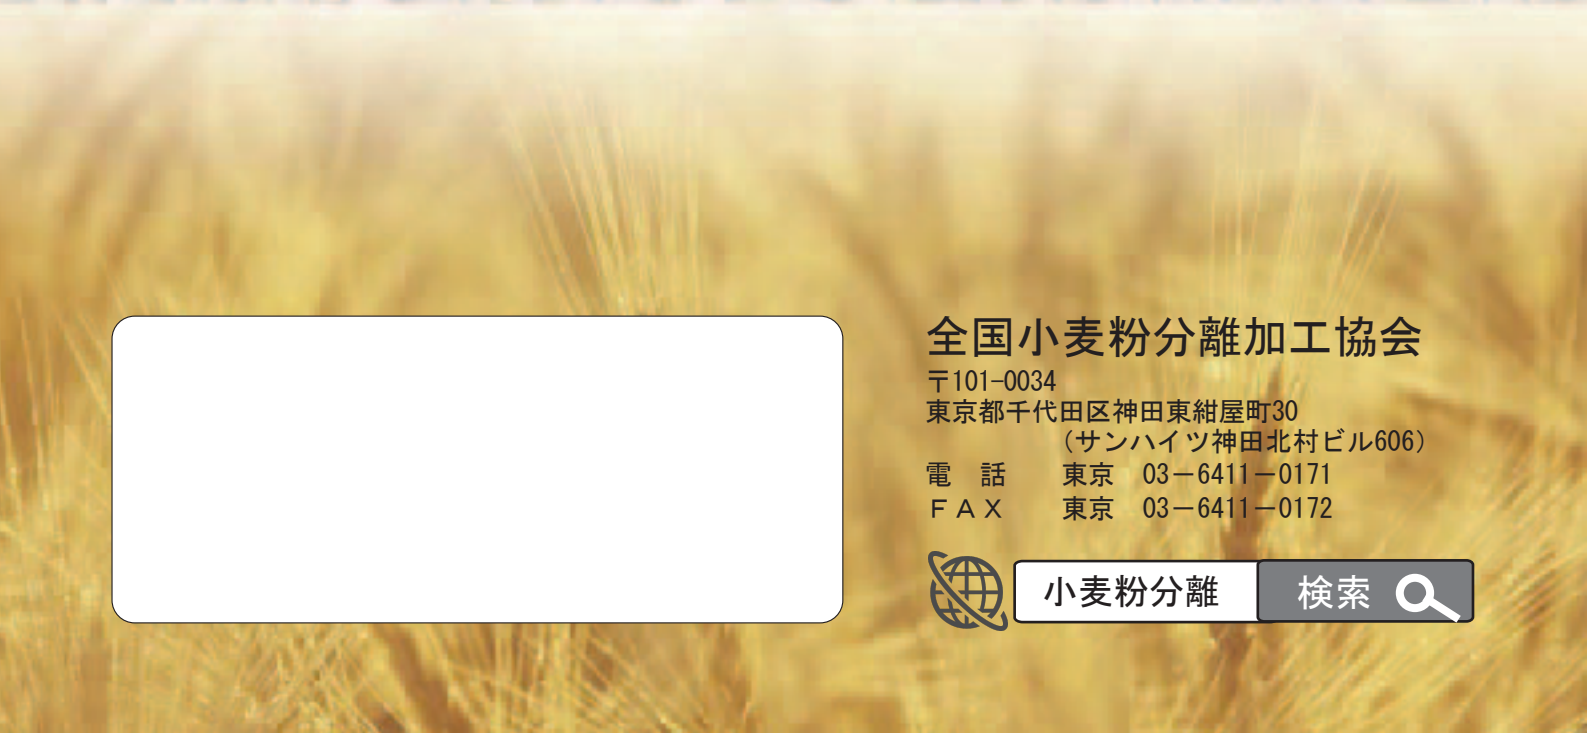 全国小麦粉分離加工協会
〒101-0034
東京都千代田区神田東紺屋町30
（サンハイツ神田北村ビル606）
電　話　　東京　03－6411－0171
ＦＡＸ　　東京　03－6411－0172
小麦粉分離　検索